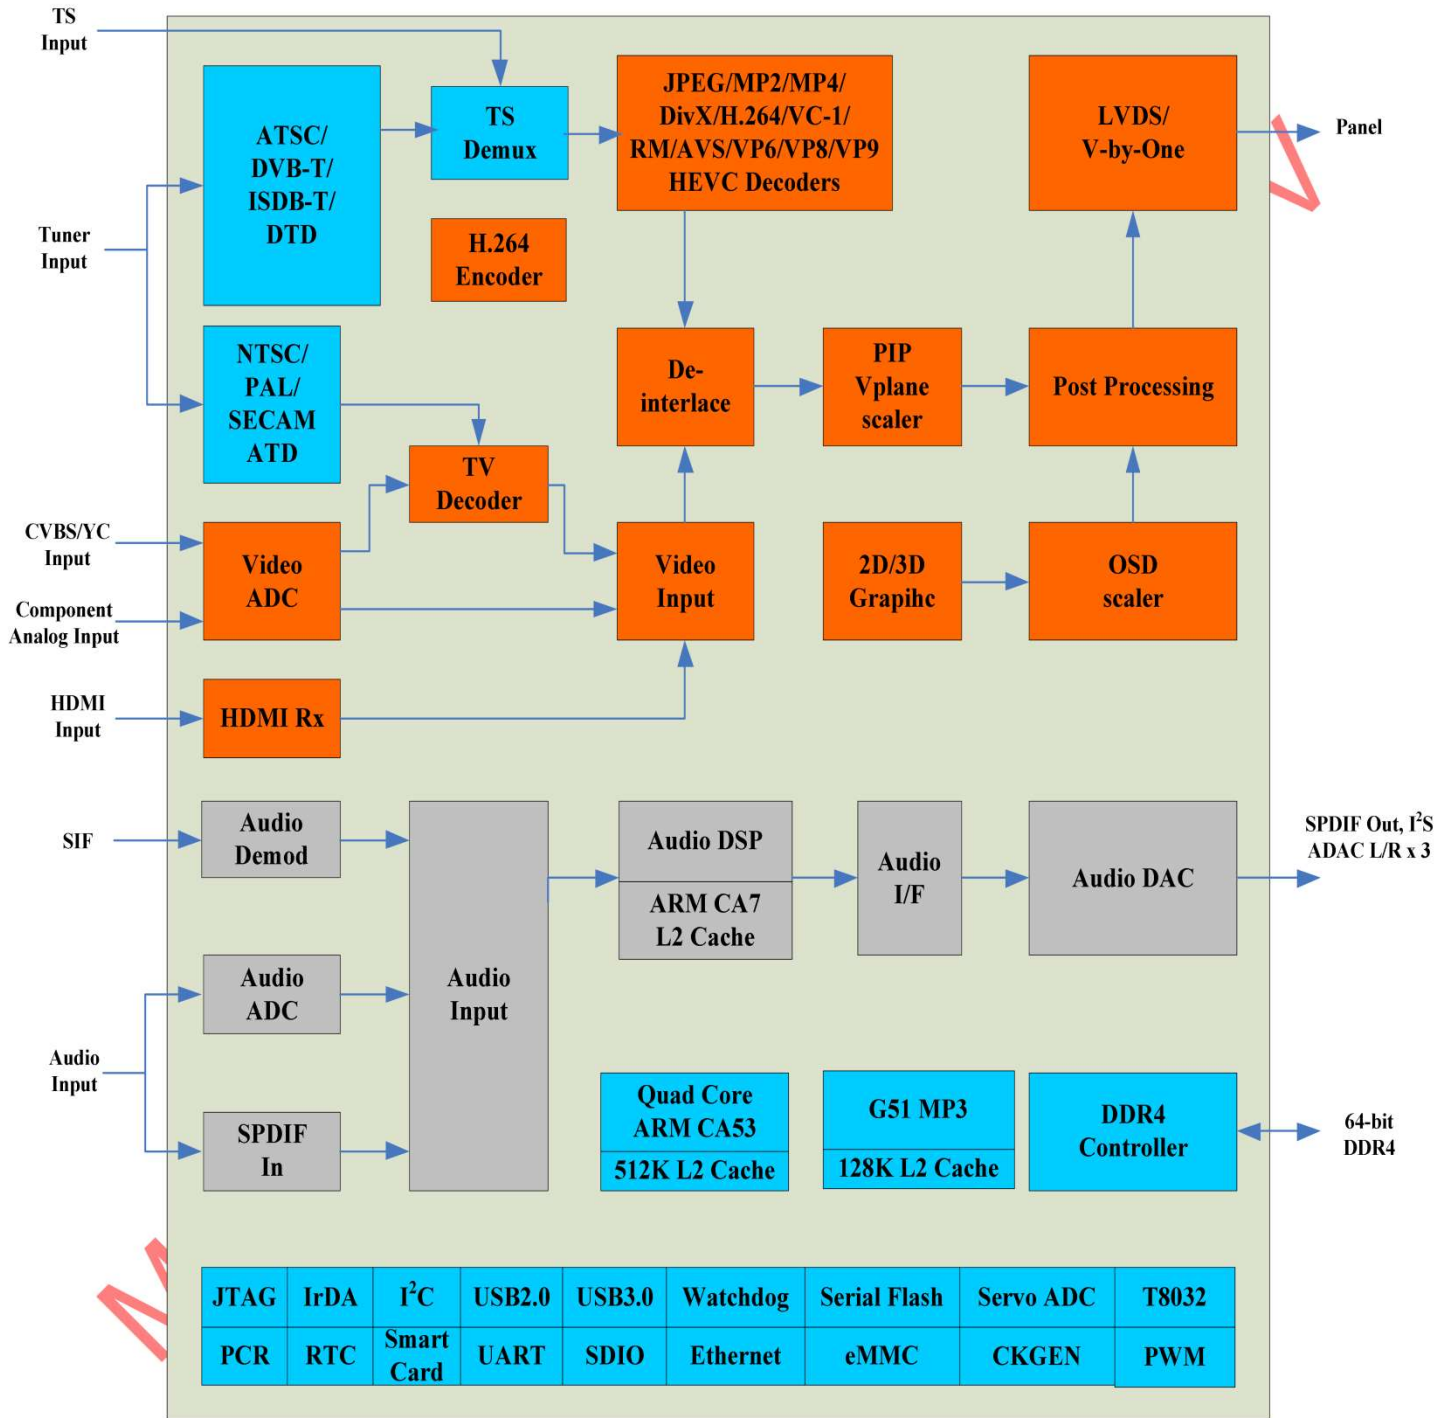 TS
Input
ATSC/
DVB-T/
ISDB-T/
DTD
TS
Demux
JPEG/MP2/MP4/
DivX/H.264/VC-1/
RM/AVS/VP6/VP8/VP9
HEVC Decoders
LVDS/
V-by-One
Panel
Tuner
Input
H.264
Encoder
NTSC/
PAL/
SECAM
ATD
De-
interlace
PIP
Vplane
scaler
Post Processing
TV
Decoder
CVBS/YC
Input
Component
Analog Input
Video
ADC
Video
Input
2D/3D
Grapihc
OSD
scaler
HDMI
Input
HDMI Rx
SIF
Audio
Demod
Audio DSP
ARM CA7
L2 Cache
Audio
I/F
Audio DAC
SPDIF Out, I²S
ADAC L/R x 3
Audio
ADC
Audio
Input
Audio
Input
SPDIF
In
Quad Core
ARM CA53
512K L2 Cache
G51 MP3
128K L2 Cache
DDR4
Controller
64-bit
DDR4
JTAG IrDA I²C USB2.0 USB3.0 Watchdog Serial Flash Servo ADC T8032
PCR RTC Smart Card UART SDIO Ethernet eMMC CKGEN PWM